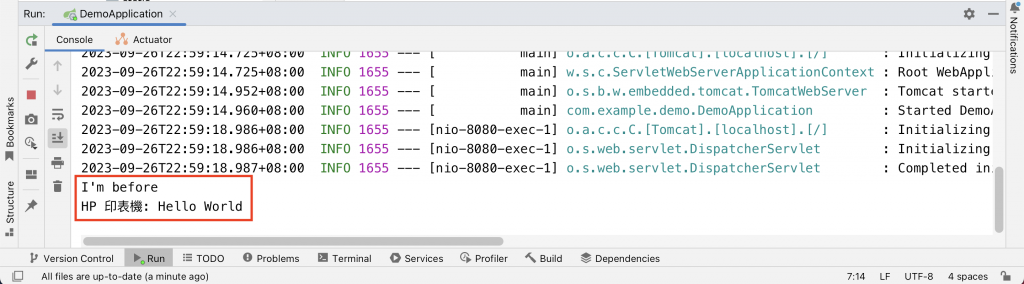 Run: DemoApplication
Console Actuator
2023-09-26T22:59:14.725+08:00 INFO 1655 --- [ main] o.a.c.c.C.[Tomcat].[localhost].[/] : Initializing
2023-09-26T22:59:14.725+08:00 INFO 1655 --- [ main] w.s.c.ServletWebServerApplicationContext : Root WebAppl
2023-09-26T22:59:14.952+08:00 INFO 1655 --- [ main] o.s.b.w.embedded.tomcat.TomcatWebServer : Tomcat starte
2023-09-26T22:59:14.960+08:00 INFO 1655 --- [ main] com.example.demo.DemoApplication : Started DemoA
2023-09-26T22:59:18.986+08:00 INFO 1655 --- [nio-8080-exec-1] o.a.c.c.C.[Tomcat].[localhost].[/] : Initializing
2023-09-26T22:59:18.986+08:00 INFO 1655 --- [nio-8080-exec-1] o.s.web.servlet.DispatcherServlet : Initializing
2023-09-26T22:59:18.987+08:00 INFO 1655 --- [nio-8080-exec-1] o.s.web.servlet.DispatcherServlet : Completed in
I'm before
HP 印表機: Hello World
Bookmarks
Structure
Notifications
Version Control Run TODO Problems Terminal Services Profiler Build Dependencies
All files are up-to-date (a minute ago) 7:14 LF UTF-8 4 spaces